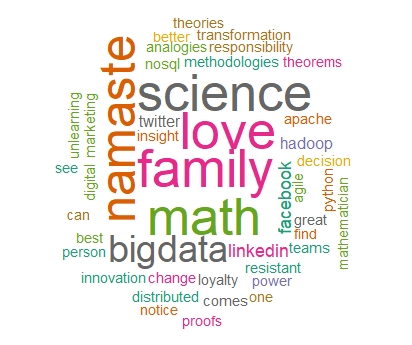 theories
better transformation
analogies responsibility
nosql methodologies theorems
namaste
science
unlearning
digital marketing
twitter love apache
insight hadoop
see family decision
facebook
agile
python
mathematician
can math great
best find
person bigdata linkedin teams
resistant
innovation change loyalty power
distributed comes one
notice
proofs